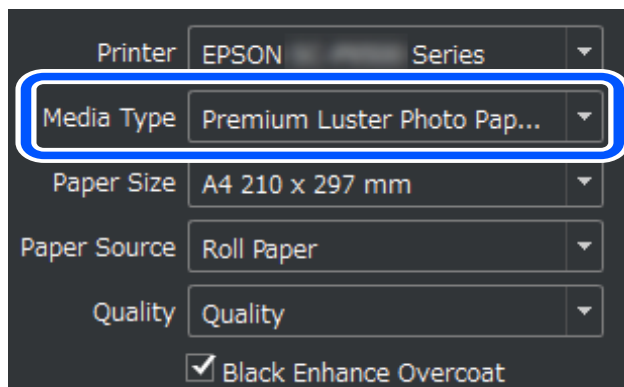 Printer EPSON Series
Media Type Premium Luster Photo Pap...
Paper Size A4 210 x 297 mm
Paper Source Roll Paper
Quality Quality
Black Enhance Overcoat